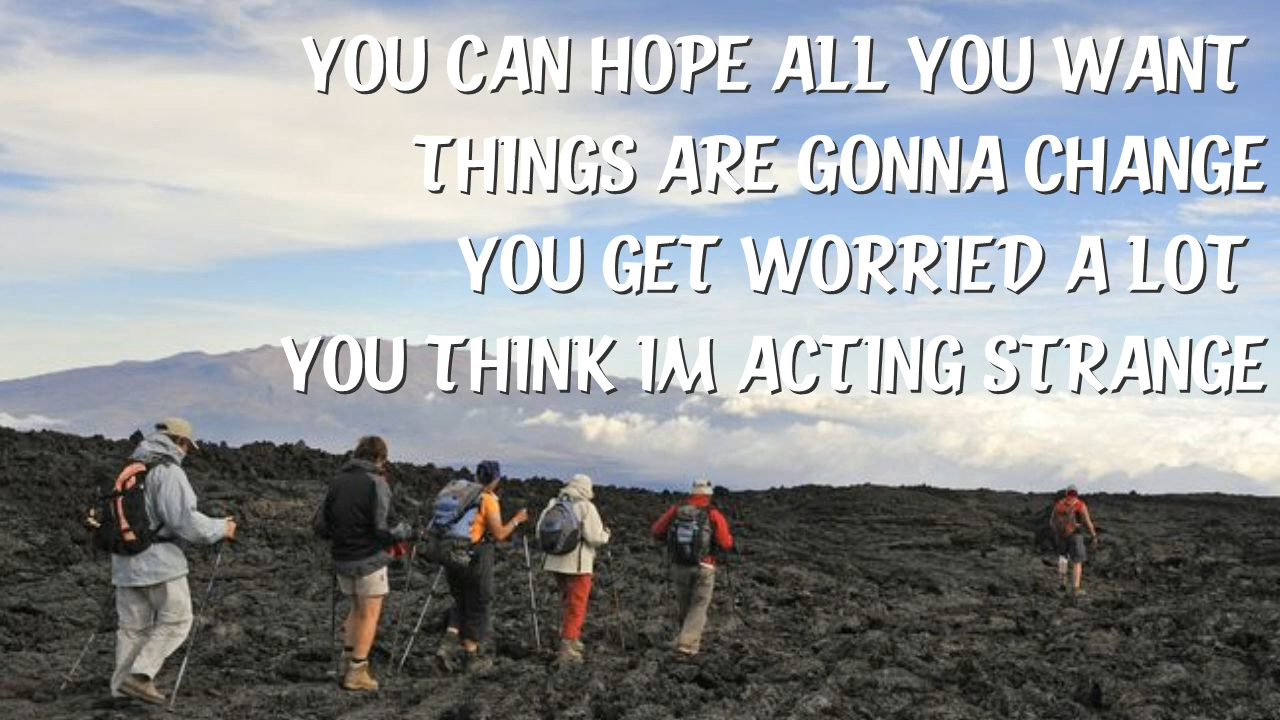 YOU CAN HOPE ALL YOU WANT
THINGS ARE GONNA CHANGE
YOU GET WORRIED A LOT
YOU THINK IM ACTING STRANGE